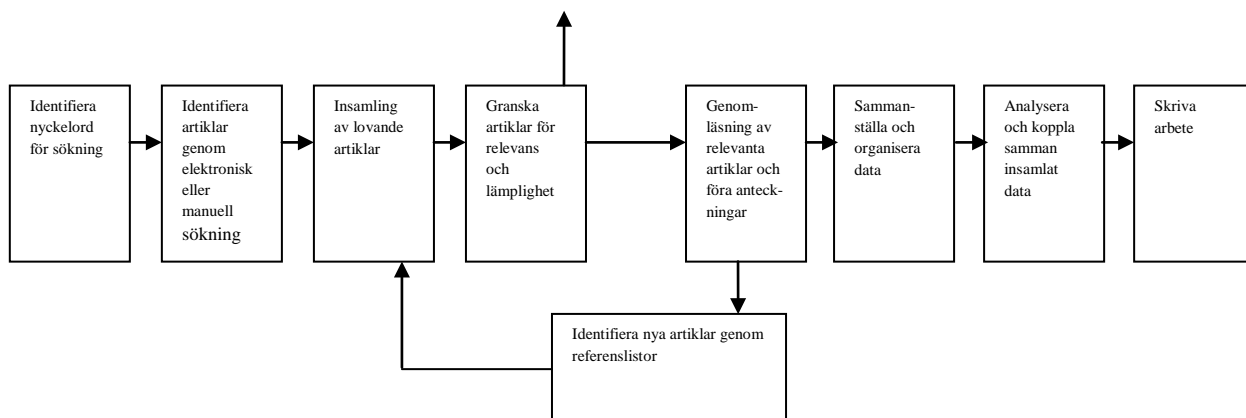 Identifiera
nyckelord
för sökning
Identifiera
artiklar
genom
elektronisk
eller
manuell
sökning
Insamling
av lovande
artiklar
Granska
artiklar för
relevans
och
lämplighet
Genom-
läsning av
relevanta
artiklar och
föra anteck-
ningar
Samman-
ställa och
organisera
data
Analysera
och koppla
samman
insamlat
data
Skriva
arbete
Identifiera nya artiklar genom
referenslistor